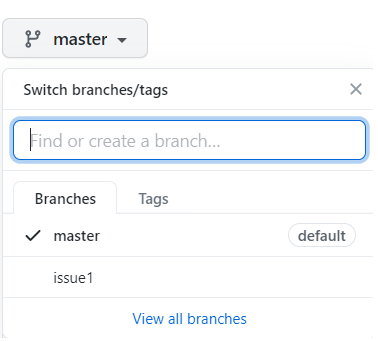 master
Switch branches/tags
Find or create a branch...
Branches Tags
master default
issue1
View all branches